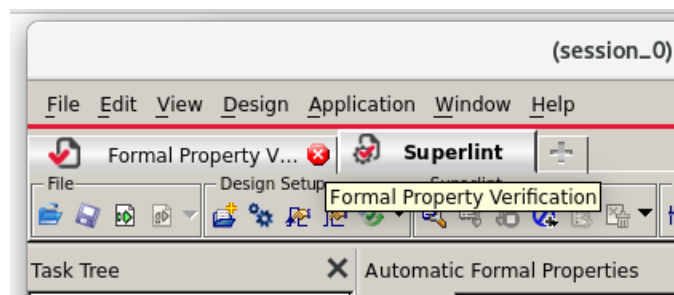 (session_0)
File Edit View Design Application Window Help
Formal Property V... Superlint
File Design Setup Superlint
Formal Property Verification
Task Tree Automatic Formal Properties